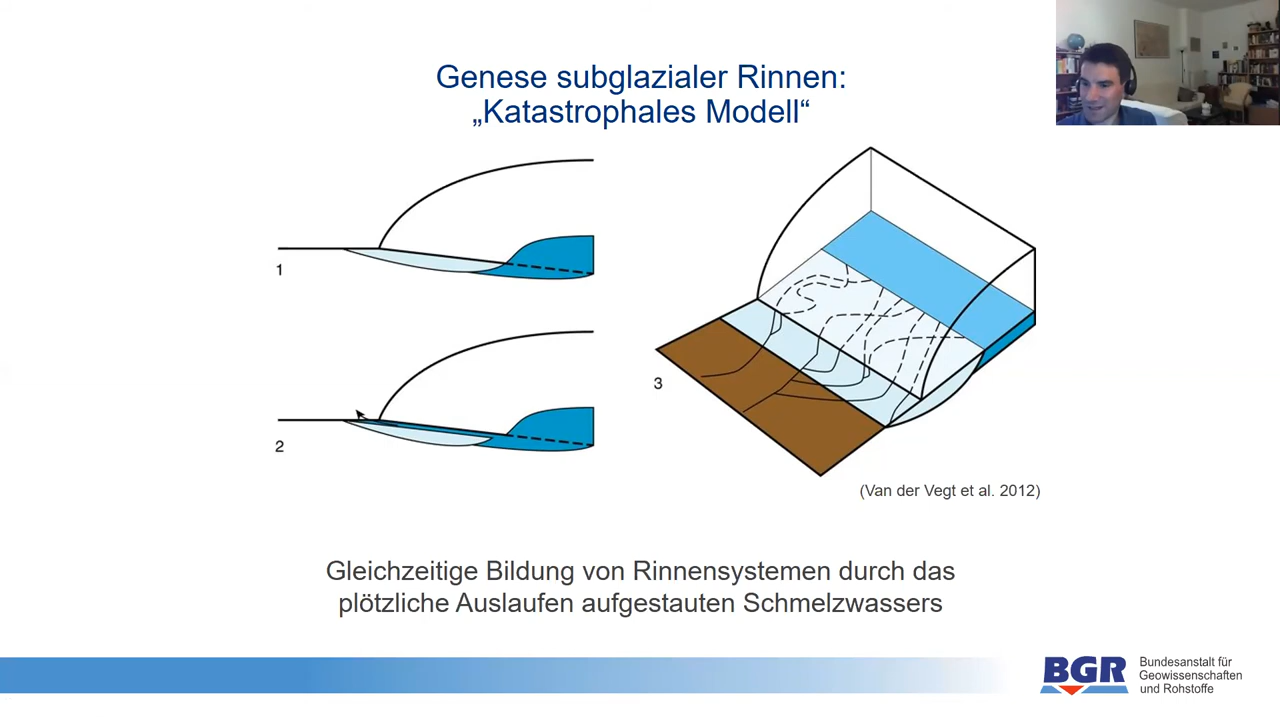 Genese subglazialer Rinnen:
„Katastrophales Modell“
1
2
3
(Van der Vegt et al. 2012)
Gleichzeitige Bildung von Rinnensystemen durch das
plötzliche Auslaufen aufgestauten Schmelzwassers
BGR
Bundesanstalt für
Geowissenschaften
und Rohstoffe